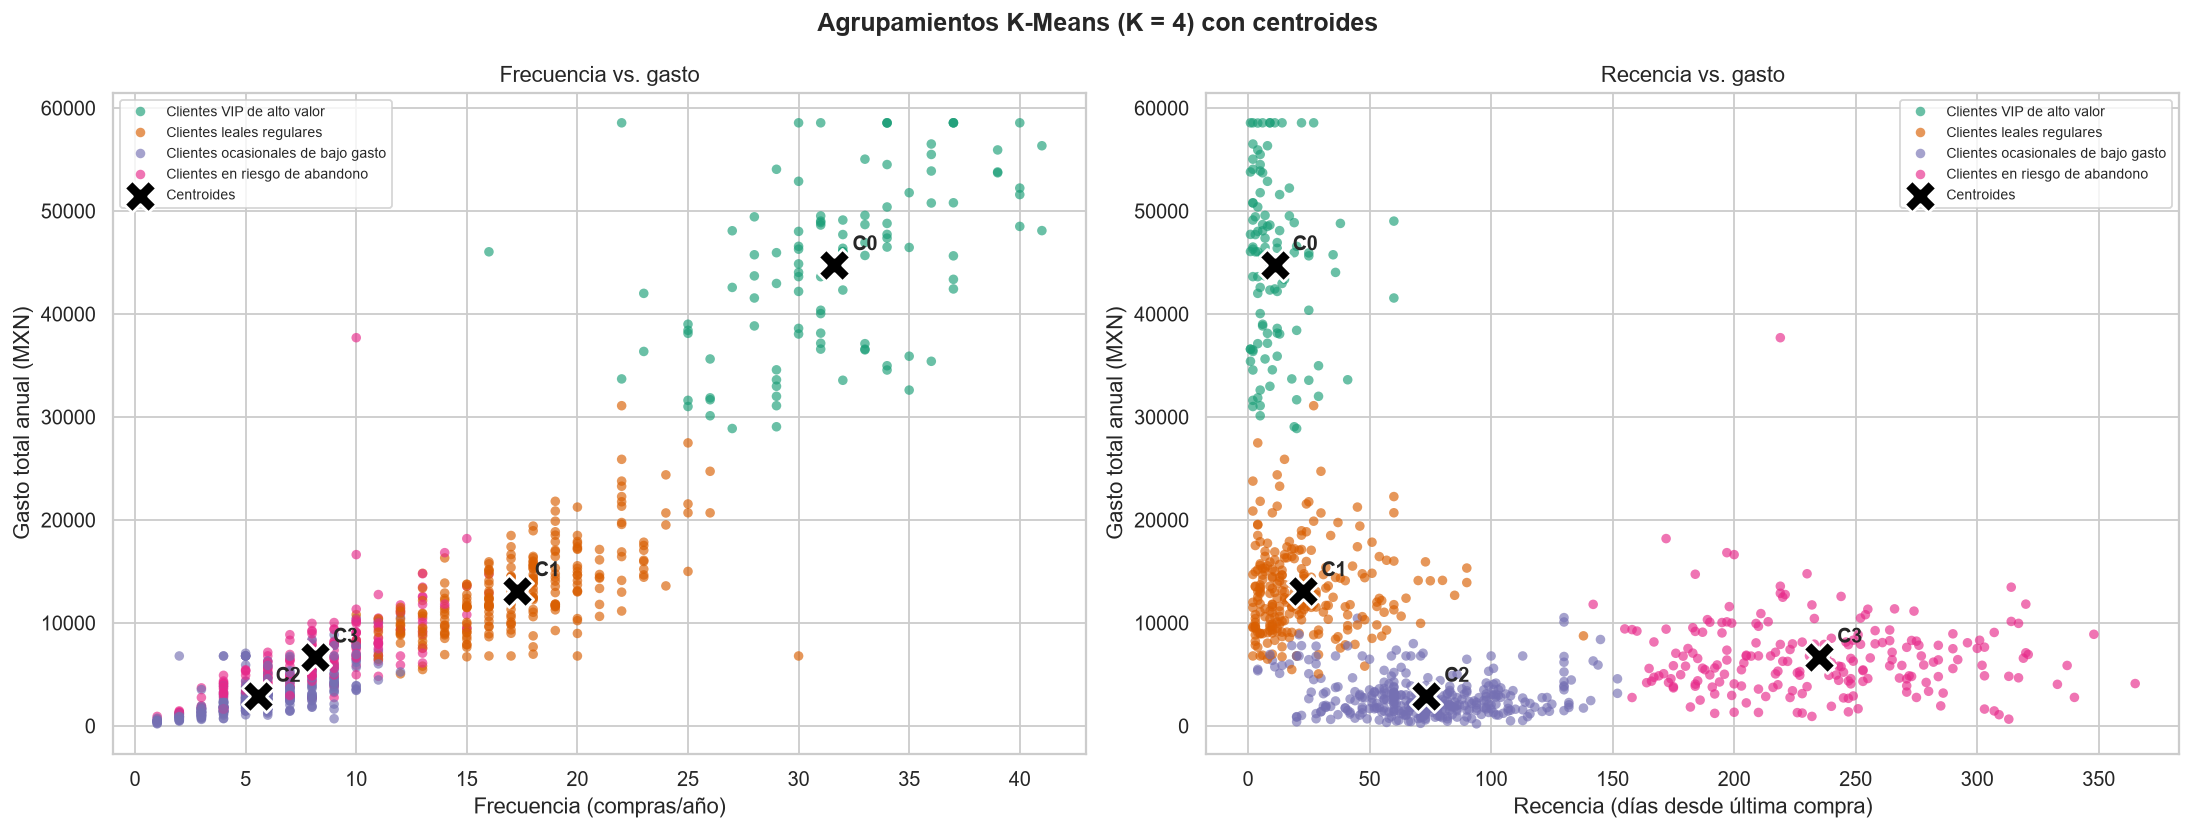 Agrupamientos K-Means (K = 4) con centroides
Frecuencia vs. gasto
Clientes VIP de alto valor
Clientes leales regulares
Clientes ocasionales de bajo gasto
Clientes en riesgo de abandono
Centroides
C0
C1
C3
C2
60000
50000
40000
30000
20000
10000
0
Gasto total anual (MXN)
0 5 10 15 20 25 30 35 40
Frecuencia (compras/año)
Recencia vs. gasto
Clientes VIP de alto valor
Clientes leales regulares
Clientes ocasionales de bajo gasto
Clientes en riesgo de abandono
Centroides
C0
C1
C3
C2
60000
50000
40000
30000
20000
10000
0
Gasto total anual (MXN)
0 50 100 150 200 250 300 350
Recencia (días desde última compra)